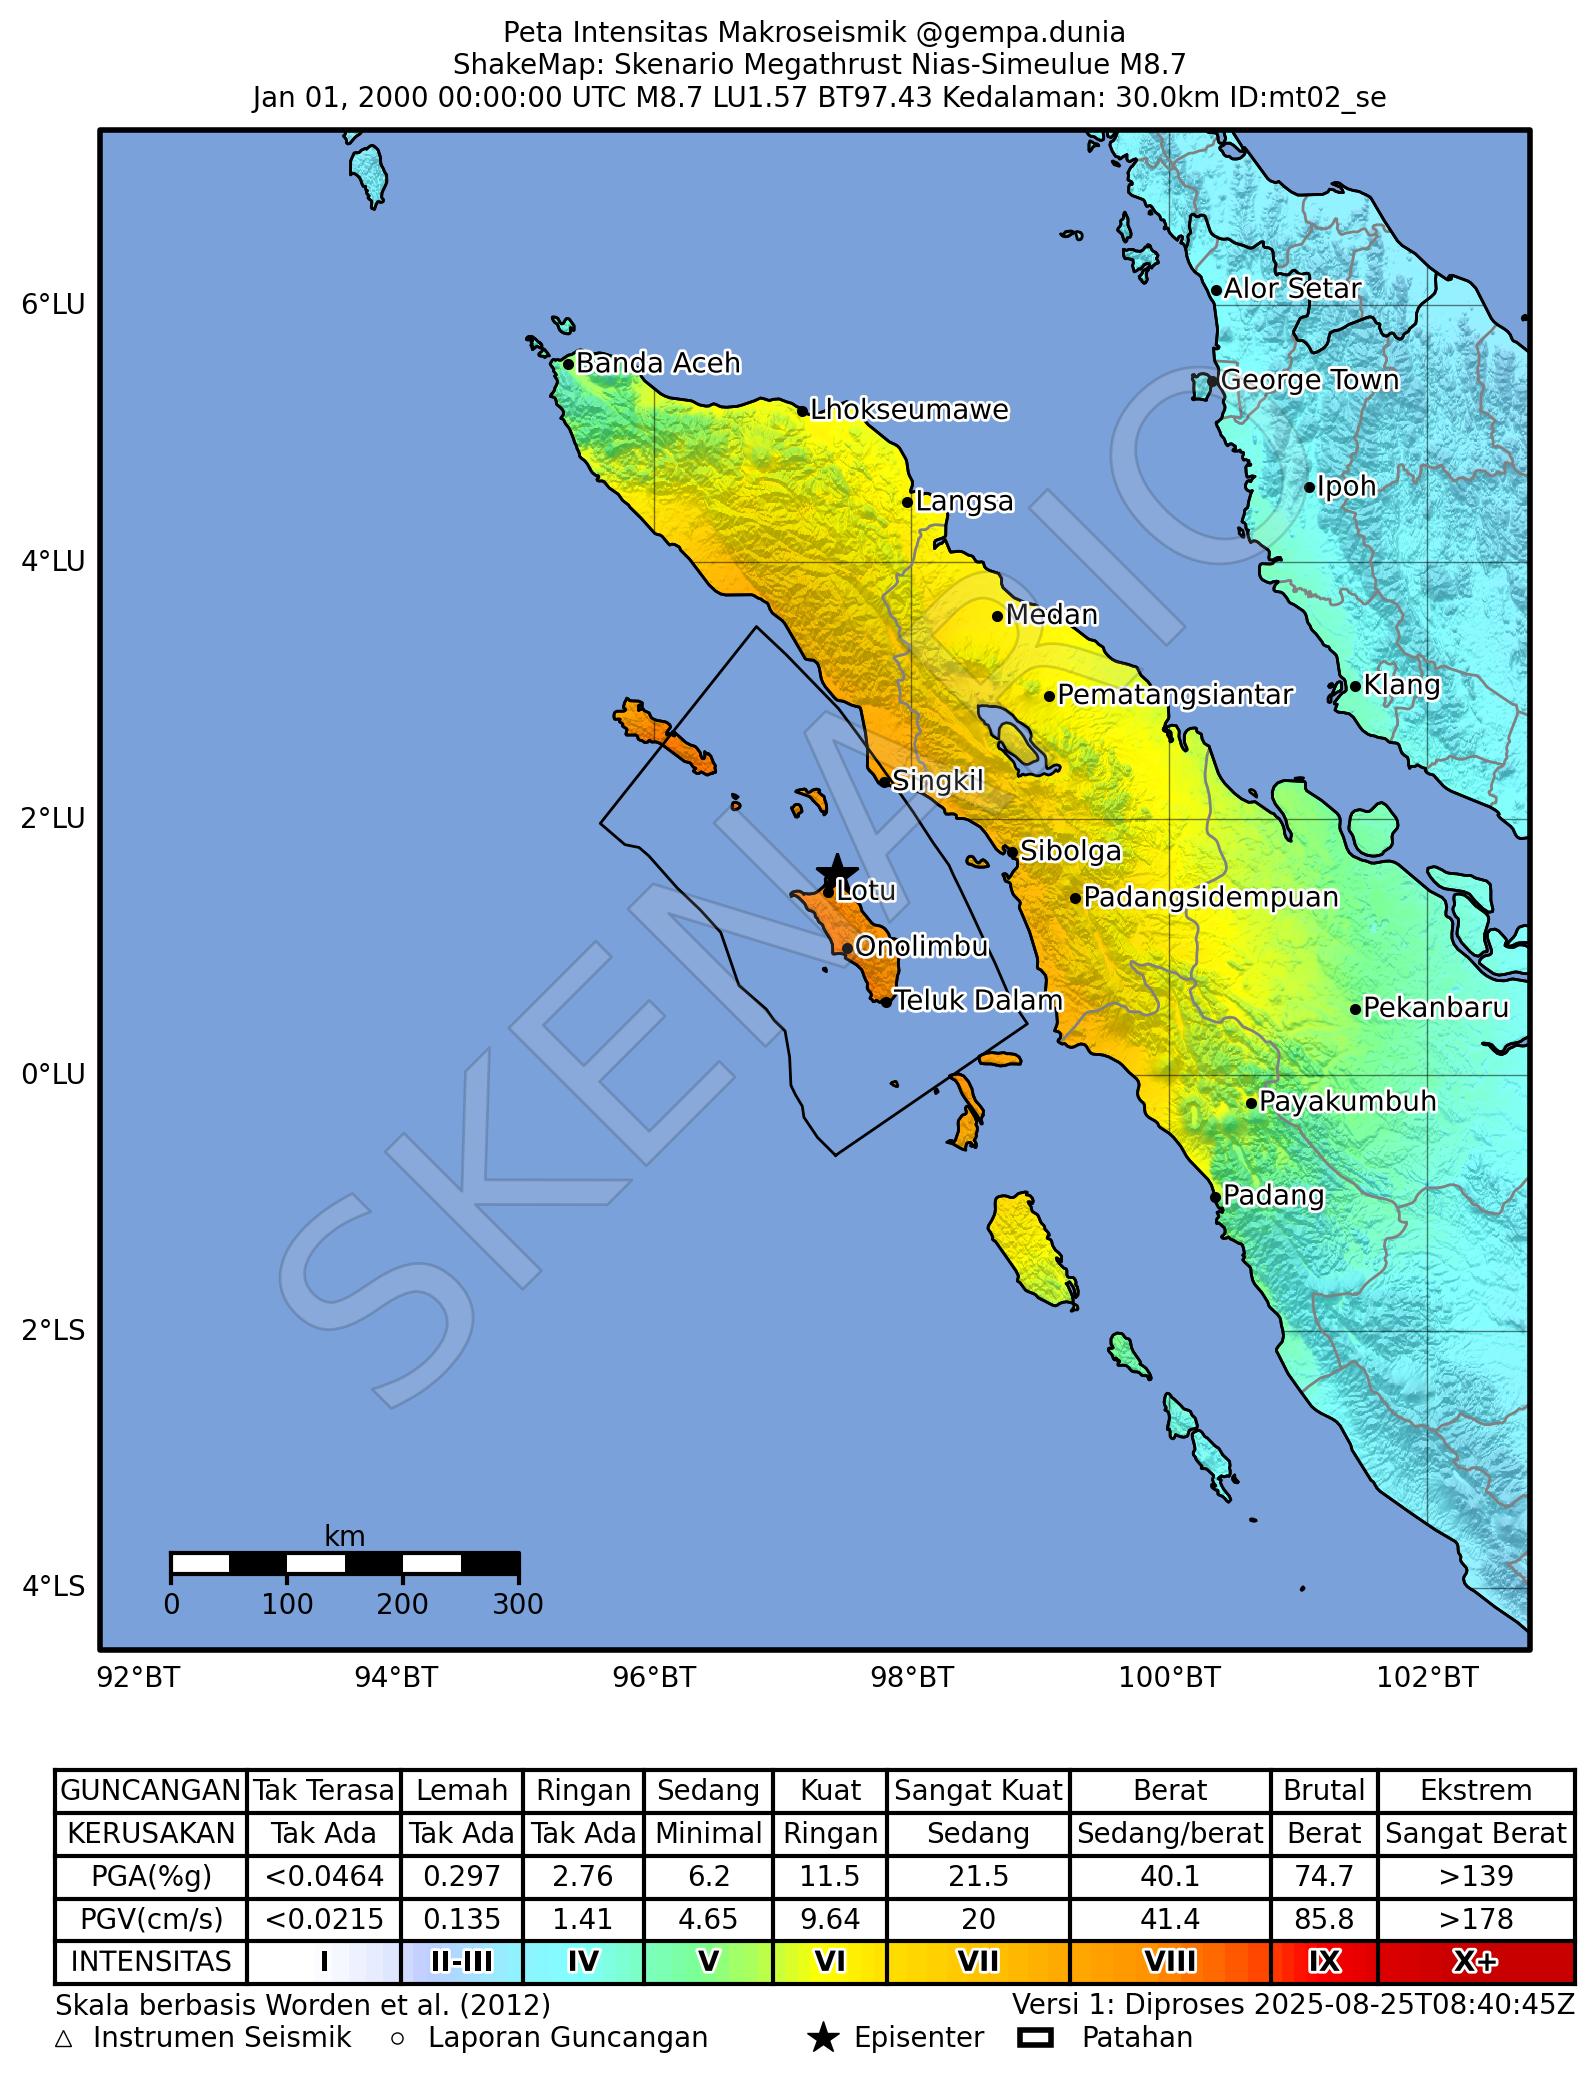 Peta Intensitas Makroseismik @gempa.dunia
ShakeMap: Skenario Megathrust Nias-Simeulue M8.7
Jan 01, 2000 00:00:00 UTC M8.7 LU1.57 BT97.43 Kedalaman: 30.0km ID:mt02_se
6°LU
Alor Setar
Banda Aceh
George Town
Lhokseumawe
Ipoh
Langsa
4°LU
Medan
Klang
Pematangsiantar
Singkil
2°LU
Sibolga
Lotu
Padangsidempuan
Onolimbu
Teluk Dalam
Pekanbaru
0°LU
Payakumbuh
Padang
SKENARIO
2°LS
km
0 100 200 300
4°LS
92°BT 94°BT 96°BT 98°BT 100°BT 102°BT
GUNCANGAN Tak Terasa Lemah Ringan Sedang Kuat Sangat Kuat Berat Brutal Ekstrem
KERUSAKAN Tak Ada Tak Ada Tak Ada Minimal Ringan Sedang Sedang/berat Berat Sangat Berat
PGA(%g) <0.0464 0.297 2.76 6.2 11.5 21.5 40.1 74.7 >139
PGV(cm/s) <0.0215 0.135 1.41 4.65 9.64 20 41.4 85.8 >178
INTENSITAS I II-III IV V VI VII VIII IX X+
Skala berbasis Worden et al. (2012) Versi 1: Diproses 2025-08-25T08:40:45Z
Instrumen Seismik Laporan Guncangan Episenter Patahan